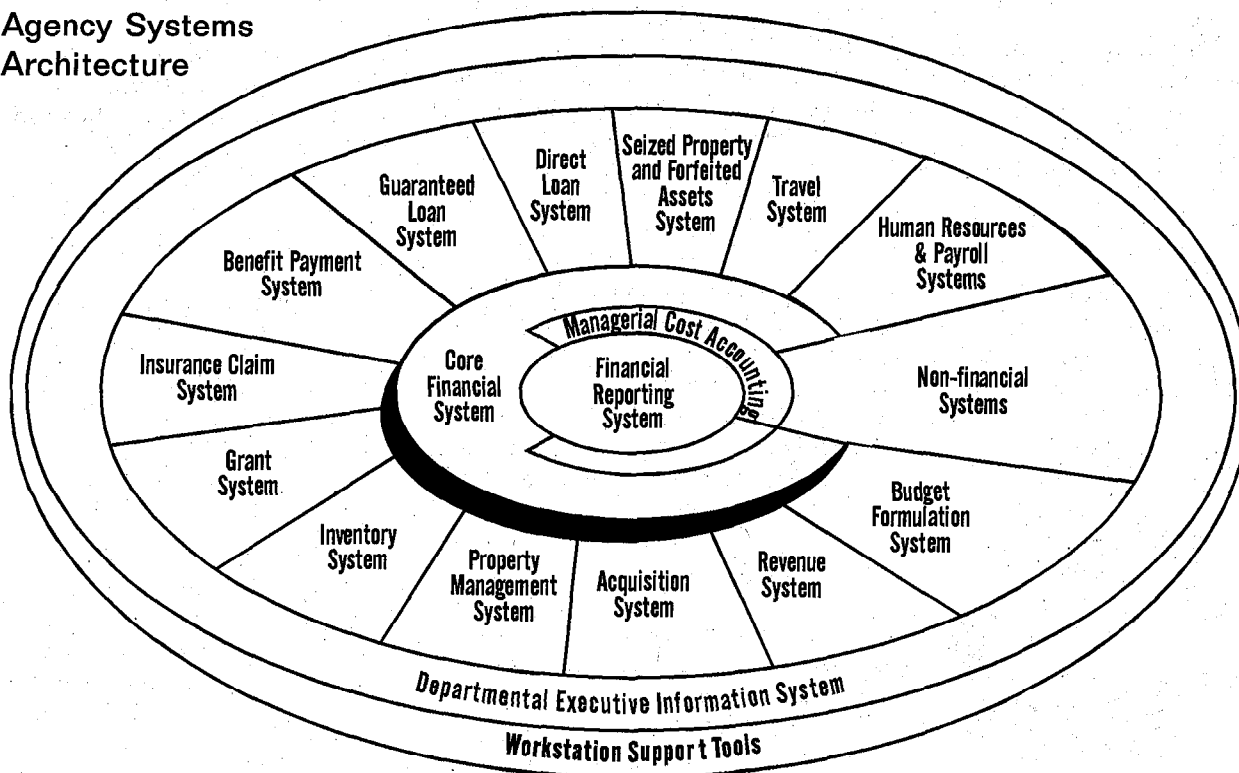 Agency Systems
Architecture
Seized Property
and Forfeited
Assets
System
Direct
Loan
System
Guaranteed
Loan
System
Travel
System
Human Resources
& Payroll
Systems
Benefit Payment
System
Managerial Cost Accounting
Core
Financial
System
Financial
Reporting
System
Insurance Claim
System
Non-financial
Systems
Grant
System
Budget
Formulation
System
Inventory
System
Property
Management
System
Acquisition
System
Revenue
System
Departmental Executive Information System
Workstation Support Tools